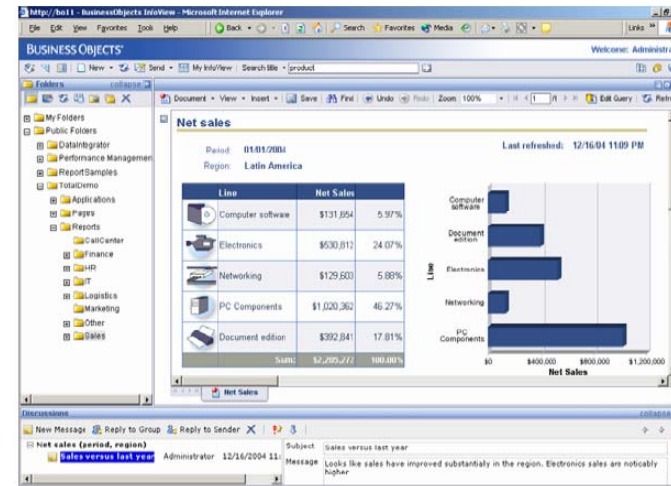 http://bo11 - BusinessObjects InfoView - Microsoft Internet Explorer
File Edit View Favorites Tools Help Back Search Favorites Media Links »
BUSINESS OBJECTS Welcome: Administra
New Send My InfoView Search title product
Folders collapse
Document View Insert Save Find Undo Redo Zoom 100% 1 /1 Edit Query Refre
My Folders
Public Folders
DataIntegrator
Performance Managemen
ReportSamples
TotalDemo
Applications
Pages
Reports
CallCenter
Finance
HR
IT
Logistics
Marketing
Other
Sales
Net sales
Period: 01/01/2004
Region: Latin America
Last refreshed: 12/16/04 11:09 PM
Line Net Sales
Computer software $131,654 5.97%
Electronics $530,812 24.07%
Networking $129,603 5.88%
PC Components $1,020,362 46.27%
Document edition $392,841 17.81%
Sum: $2,205,272 100.00%
Line
Computer software
Document edition
Electronics
Networking
PC Components
$0 $400,000 $800,000 $1,200,000
Net Sales
Net Sales
Discussions collapse
New Message Reply to Group Reply to Sender
Net sales (period, region)
Sales versus last year Administrator 12/16/2004 11:
Subject Sales versus last year
Message Looks like sales have improved substantialy in the region. Electronics sales are noticably
higher